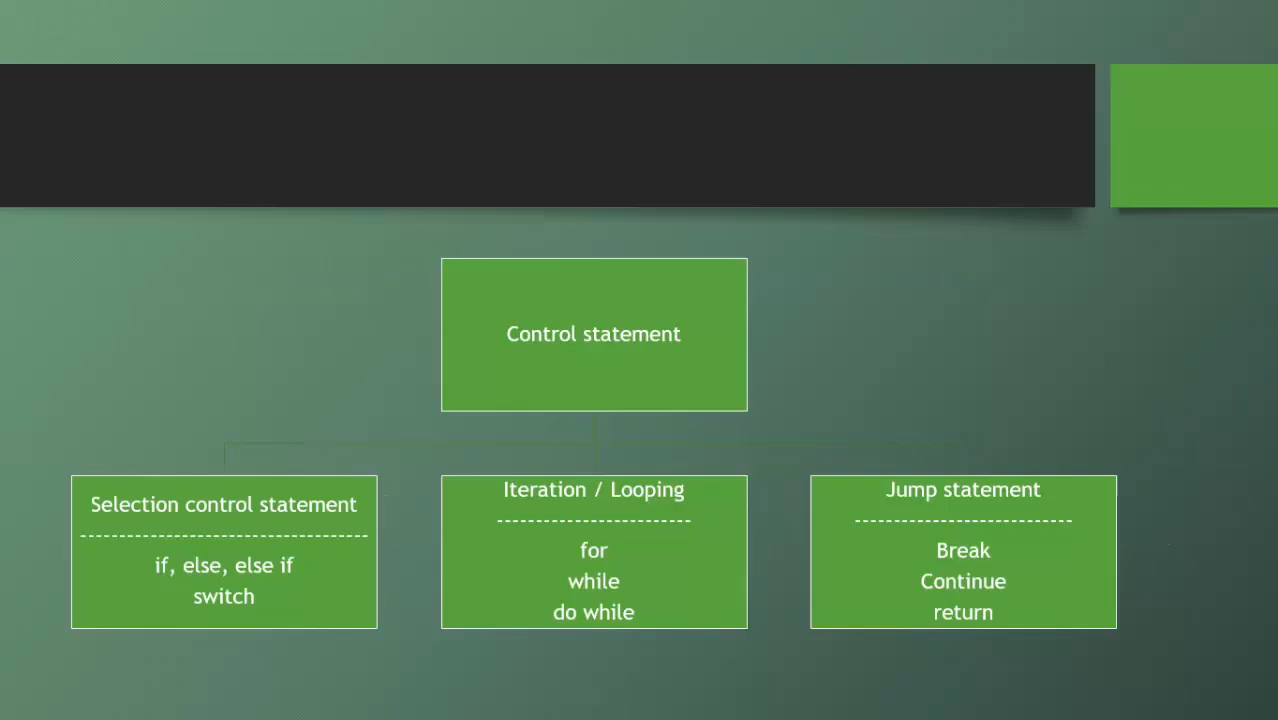 Control statement
Selection control statement
-------------------------------------
if, else, else if
switch
Iteration / Looping
-------------------------
for
while
do while
Jump statement
----------------------------
Break
Continue
return